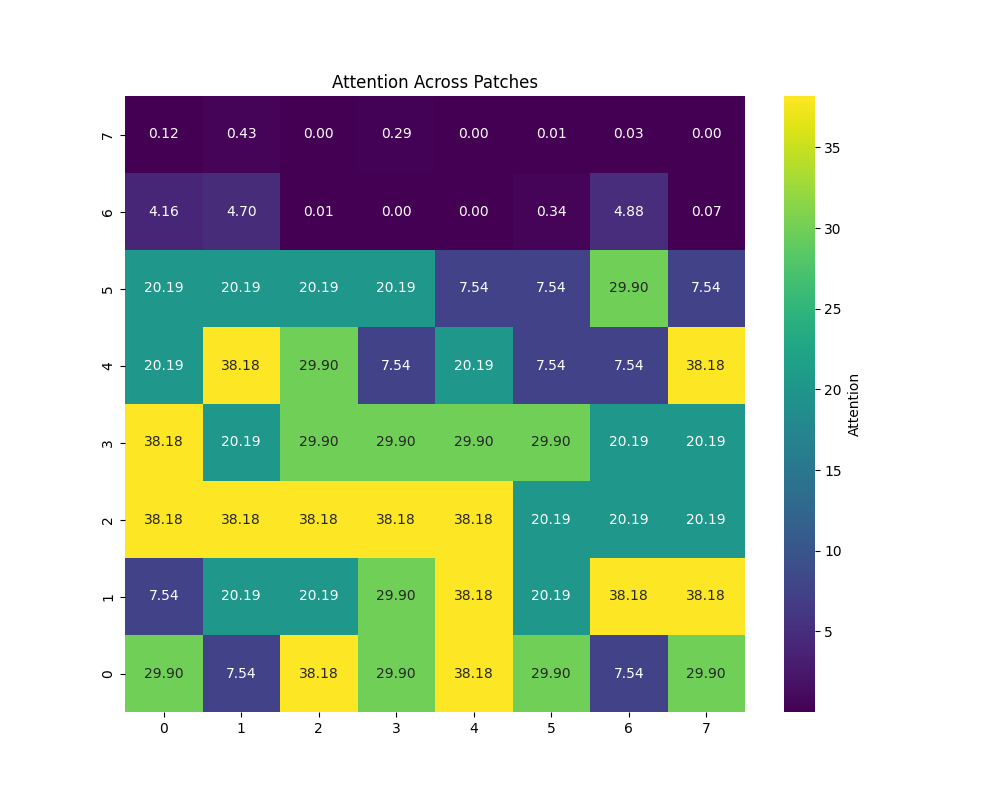 Attention Across Patches
7 0.12 0.43 0.00 0.29 0.00 0.01 0.03 0.00
6 4.16 4.70 0.01 0.00 0.00 0.34 4.88 0.07
5 20.19 20.19 20.19 20.19 7.54 7.54 29.90 7.54
4 20.19 38.18 29.90 7.54 20.19 7.54 7.54 38.18
3 38.18 20.19 29.90 29.90 29.90 29.90 20.19 20.19
2 38.18 38.18 38.18 38.18 38.18 20.19 20.19 20.19
1 7.54 20.19 20.19 29.90 38.18 20.19 38.18 38.18
0 29.90 7.54 38.18 29.90 38.18 29.90 7.54 29.90
0 1 2 3 4 5 6 7
35
30
25
20
15
10
5
Attention